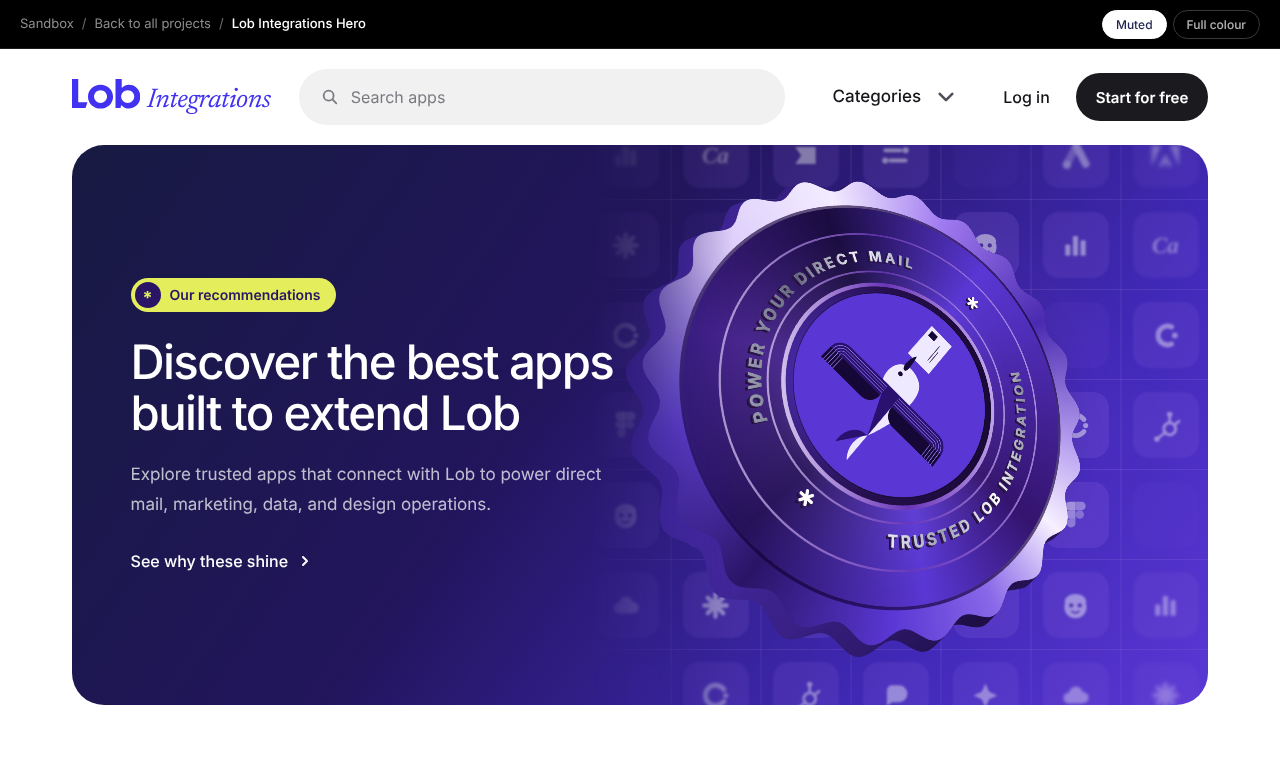 Sandbox / Back to all projects / Lob Integrations Hero
Muted
Full colour
Lob Integrations
Search apps
Categories
Log in
Start for free
Our recommendations
Discover the best apps
built to extend Lob
Explore trusted apps that connect with Lob to power direct
mail, marketing, data, and design operations.
See why these shine
POWER YOUR DIRECT MAIL
TRUSTED LOB INTEGRATION
Ca
Ca